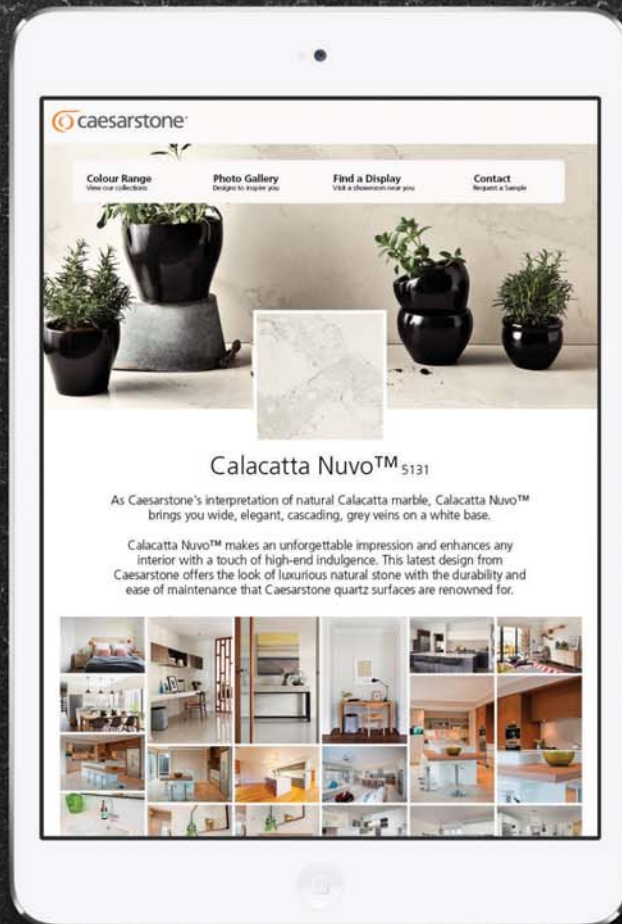 caesarstone
Colour Range
View our collections
Photo Gallery
Designs to inspire you
Find a Display
Visit a showroom near you
Contact
Request a Sample
Calacatta Nuvo™ 5131
As Caesarstone's interpretation of natural Calacatta marble, Calacatta Nuvo™
brings you wide, elegant, cascading, grey veins on a white base.
Calacatta Nuvo™ makes an unforgettable impression and enhances any
interior with a touch of high-end indulgence. This latest design from
Caesarstone offers the look of luxurious natural stone with the durability and
ease of maintenance that Caesarstone quartz surfaces are renowned for.